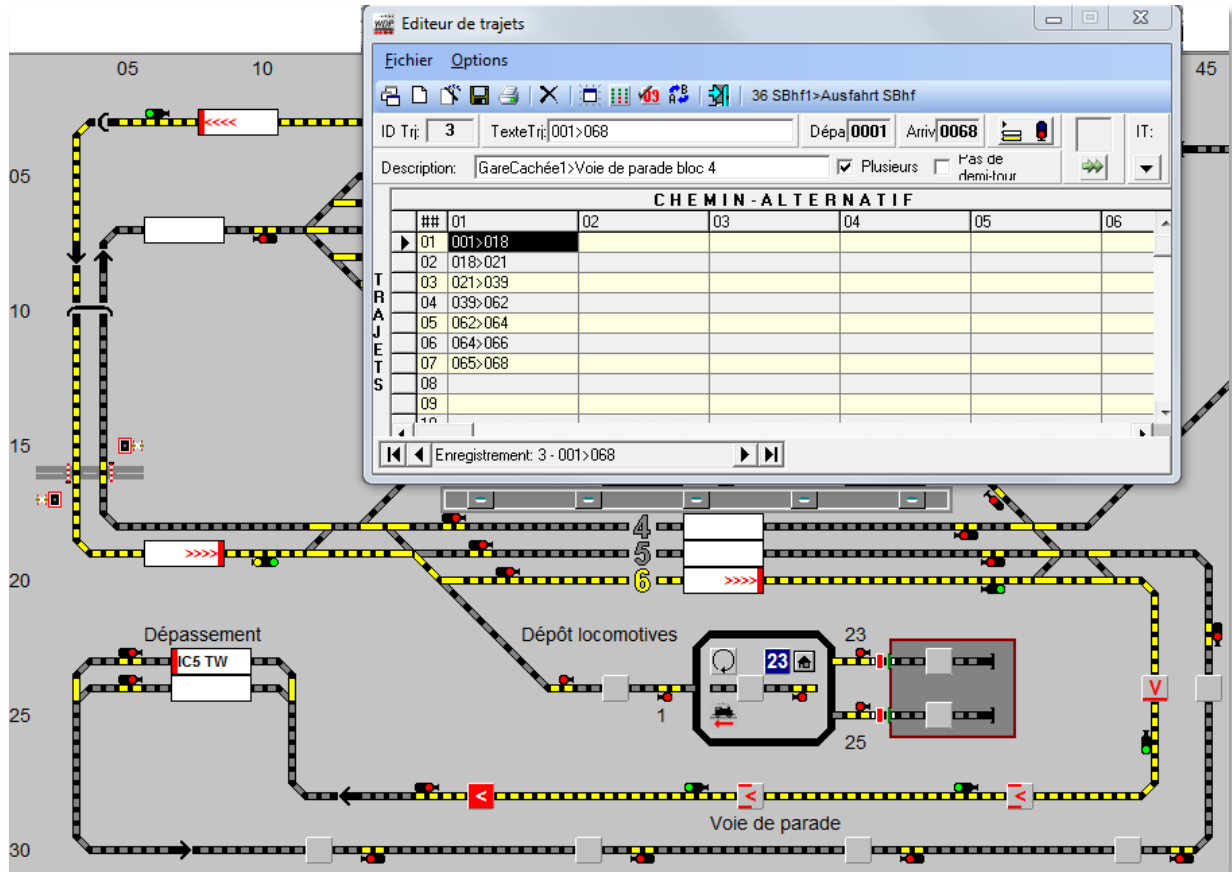 WDP Editeur de trajets
Fichier Options
09 A B 36 SBhf1>Ausfahrt SBhf
ID Trj: 3 TexteTrj: 001>068 Dépa 0001 Arriv 0068 IT:
Description: GareCachée1>Voie de parade bloc 4 Plusieurs Pas de demi-tour
CHEMIN-ALTERNATIF
## 01 02 03 04 05 06
01 001>018
02 018>021
03 021>039
04 039>062
05 062>064
06 064>066
07 065>068
08
09
10
TRAJETS
Enregistrement: 3 - 001>068
05 10 45
<<<<
05
10
15
4
>>>> 5
20 6 >>>>
Dépassement Dépôt locomotives 23
IC5 TW 23
25 1 V
25
< < <
Voie de parade
30